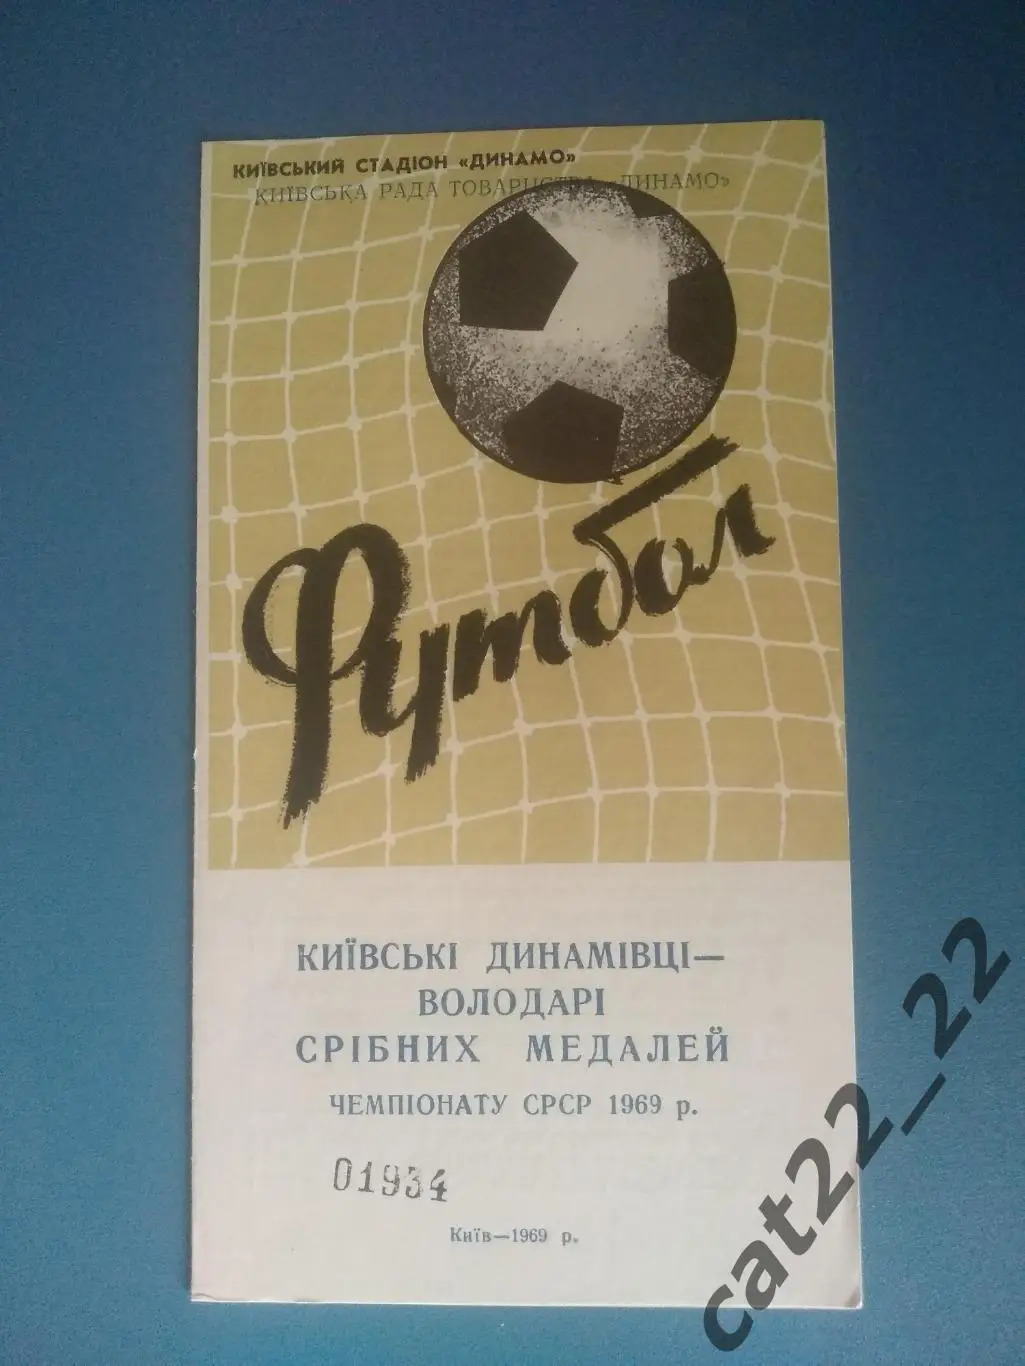 КИЇВСЬКИЙ СТАДІОН «ДИНАМО»
КИЇВСЬКА РАДА ТОВАРИСТВА «ДИНАМО»
Футбол
КИЇВСЬКІ ДИНАМІВЦІ—
ВОЛОДАРІ
СРІБНИХ МЕДАЛЕЙ
ЧЕМПІОНАТУ СРСР 1969 р.
01934
Київ—1969 р.
cat22_22